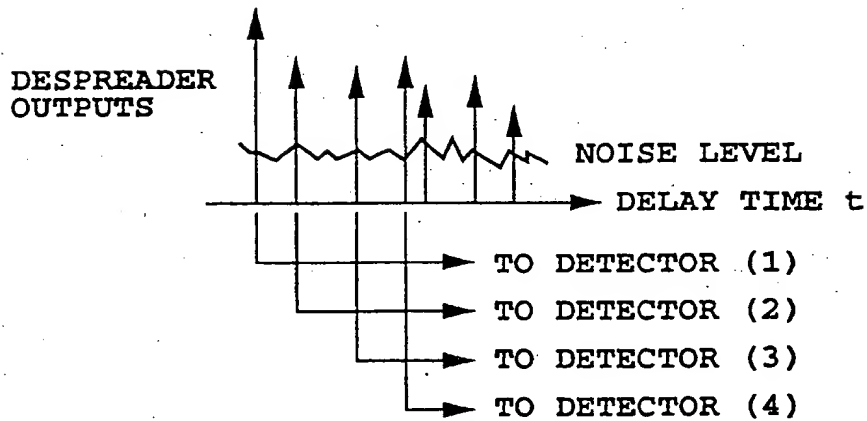 DESPREADER
OUTPUTS
NOISE LEVEL
DELAY TIME t
TO DETECTOR (1)
TO DETECTOR (2)
TO DETECTOR (3)
TO DETECTOR (4)